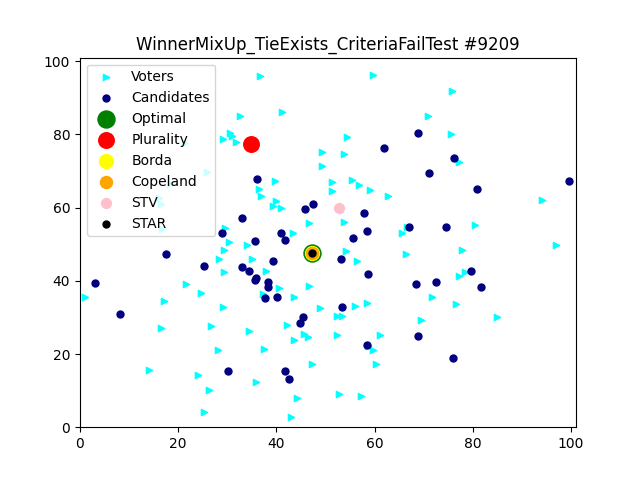 WinnerMixUp_TieExists_CriteriaFailTest #9209
100
80
60
40
20
0
0
20
40
60
80
100
Voters
Candidates
Optimal
Plurality
Borda
Copeland
STV
STAR